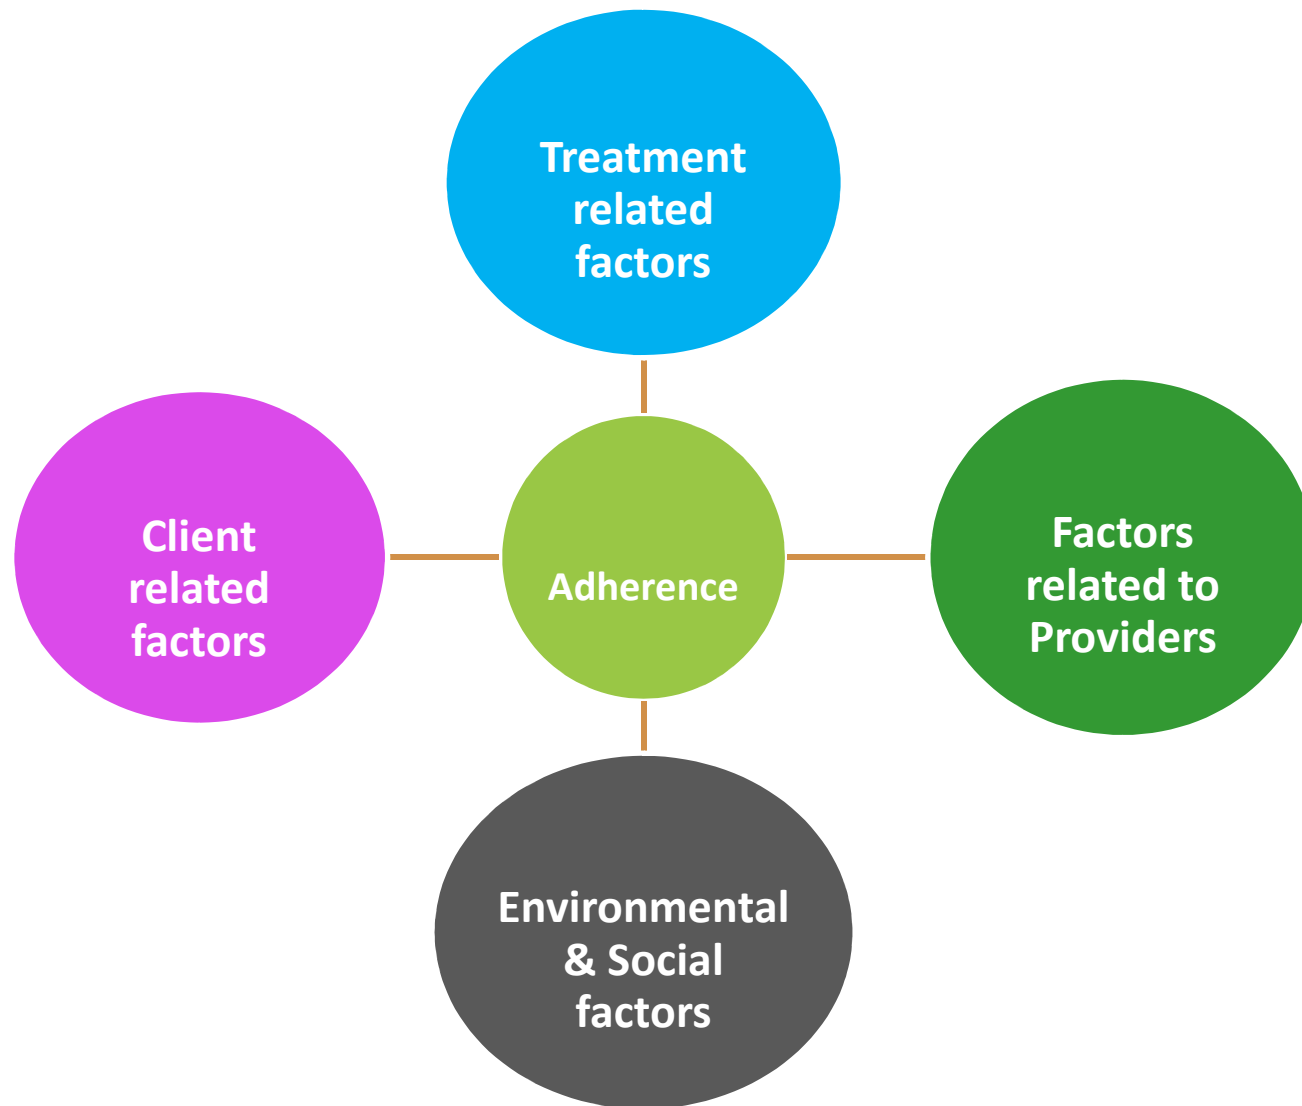 Treatment
related
factors
Client
related
factors
Adherence
Factors
related to
Providers
Environmental
& Social
factors